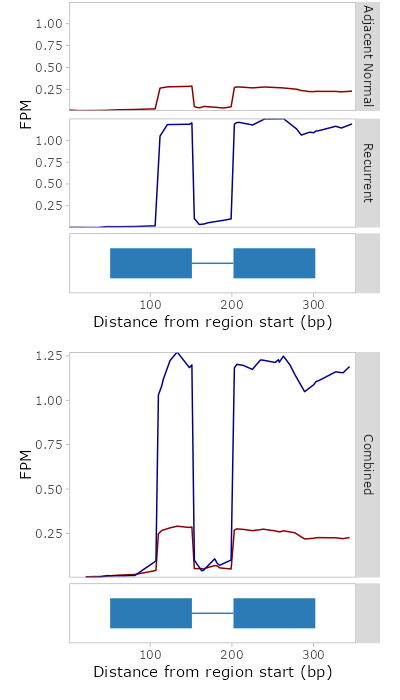 1.00
0.75
0.50
0.25
Adjacent Normal
FPM
1.00
0.75
0.50
0.25
Recurrent
100 200 300
Distance from region start (bp)
1.25
1.00
0.75
0.50
0.25
FPM
Combined
100 200 300
Distance from region start (bp)